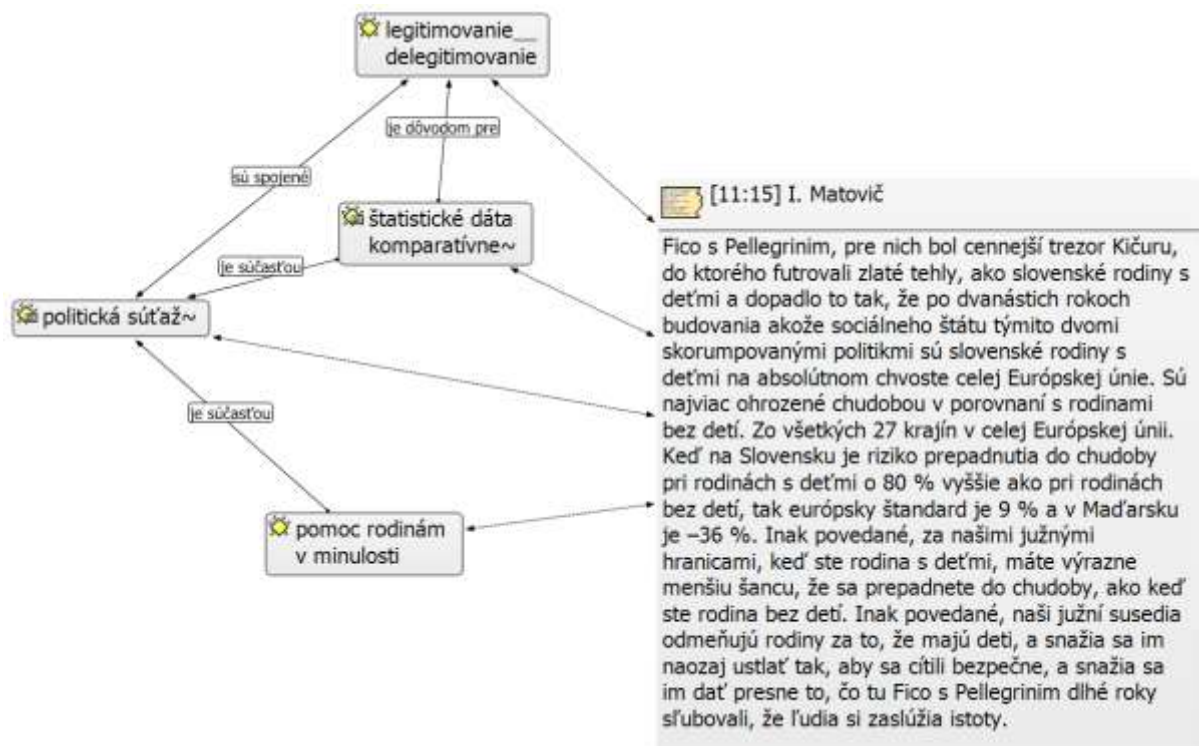 legitimovanie__
delegitimovanie
je dôvodom pre
sú spojené
štatistické dáta
komparatívne~
je súčasťou
politická súťaž~
je súčasťou
pomoc rodinám
v minulosti
[11:15] I. Matovič
Fico s Pellegrinim, pre nich bol cennejší trezor Kičuru,
do ktorého futrovali zlaté tehly, ako slovenské rodiny s
deťmi a dopadlo to tak, že po dvanástich rokoch
budovania akože sociálneho štátu týmito dvomi
skorumpovanými politikmi sú slovenské rodiny s
deťmi na absolútnom chvoste celej Európskej únie. Sú
najviac ohrozené chudobou v porovnaní s rodinami
bez detí. Zo všetkých 27 krajín v celej Európskej únii.
Keď na Slovensku je riziko prepadnutia do chudoby
pri rodinách s deťmi o 80 % vyššie ako pri rodinách
bez detí, tak európsky štandard je 9 % a v Maďarsku
je –36 %. Inak povedané, za našimi južnými
hranicami, keď ste rodina s deťmi, máte výrazne
menšiu šancu, že sa prepadnete do chudoby, ako keď
ste rodina bez detí. Inak povedané, naši južní susedia
odmeňujú rodiny za to, že majú deti, a snažia sa im
naozaj ustlať tak, aby sa cítili bezpečne, a snažia sa
im dať presne to, čo tu Fico s Pellegrinim dlhé roky
sľubovali, že ľudia si zaslúžia istoty.